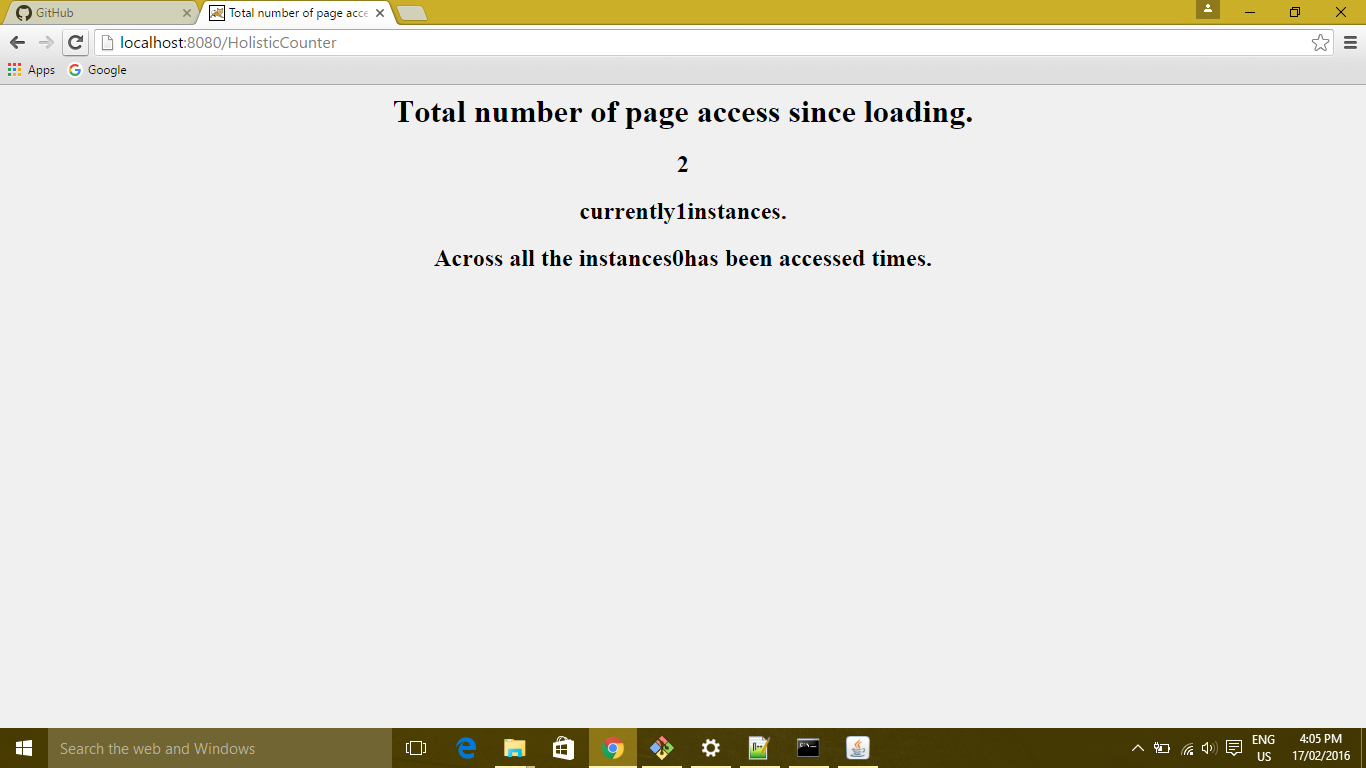 GitHub
Total number of page acce
localhost:8080/HolisticCounter
Apps Google
Total number of page access since loading.
2
currently1instances.
Across all the instances0has been accessed times.
Search the web and Windows
ENG 4:05 PM
US 17/02/2016